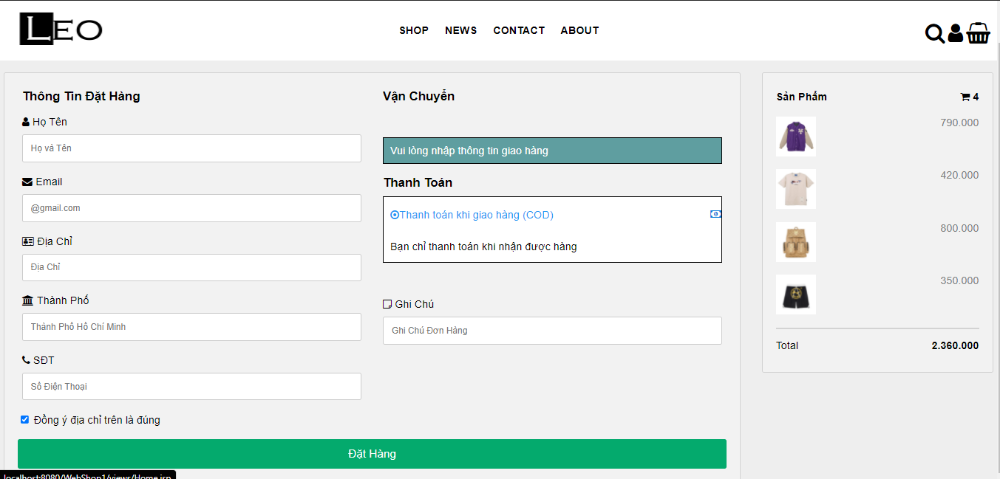 LEO
SHOP NEWS CONTACT ABOUT
Thông Tin Đặt Hàng
Họ Tên
Họ và Tên
Email
@gmail.com
Địa Chỉ
Địa Chỉ
Thành Phố
Thành Phố Hồ Chí Minh
SĐT
Số Điện Thoại
Đồng ý địa chỉ trên là đúng
Vận Chuyển
Vui lòng nhập thông tin giao hàng
Thanh Toán
Thanh toán khi giao hàng (COD)
Bạn chỉ thanh toán khi nhận được hàng
Ghi Chú
Ghi Chú Đơn Hàng
Đặt Hàng
Sản Phẩm 4
790.000
420.000
800.000
350.000
Total 2.360.000
localhost:8080/WebShop1/views/Home.jsp